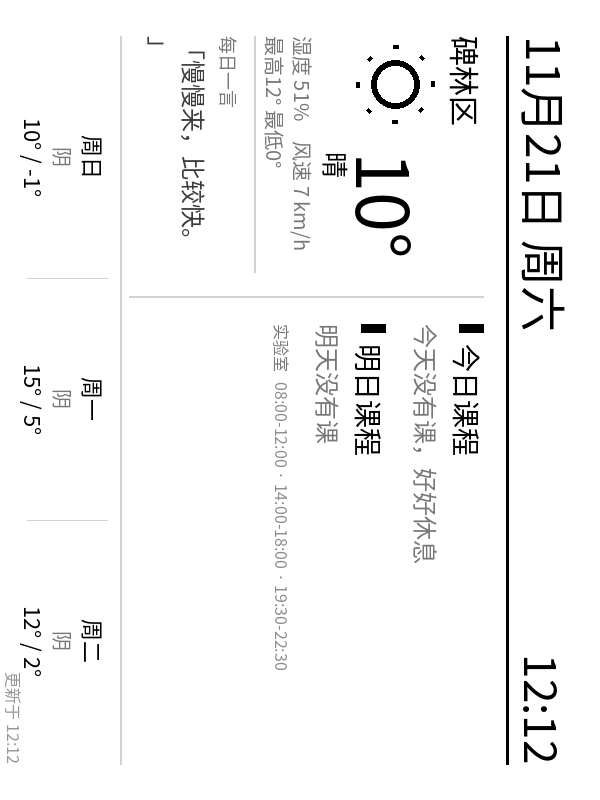 11月21日 周六
12:12
碑林区
10°
晴
湿度 51% 风速 7 km/h
最高12° 最低0°
每日一言
「慢慢来，比较快。
」
今日课程
今天没有课，好好休息
明日课程
明天没有课
实验室 08:00-12:00 · 14:00-18:00 · 19:30-22:30
周日
阴
10° / -1°
周一
阴
15° / 5°
周二
阴
12° / 2°
更新于 12:12